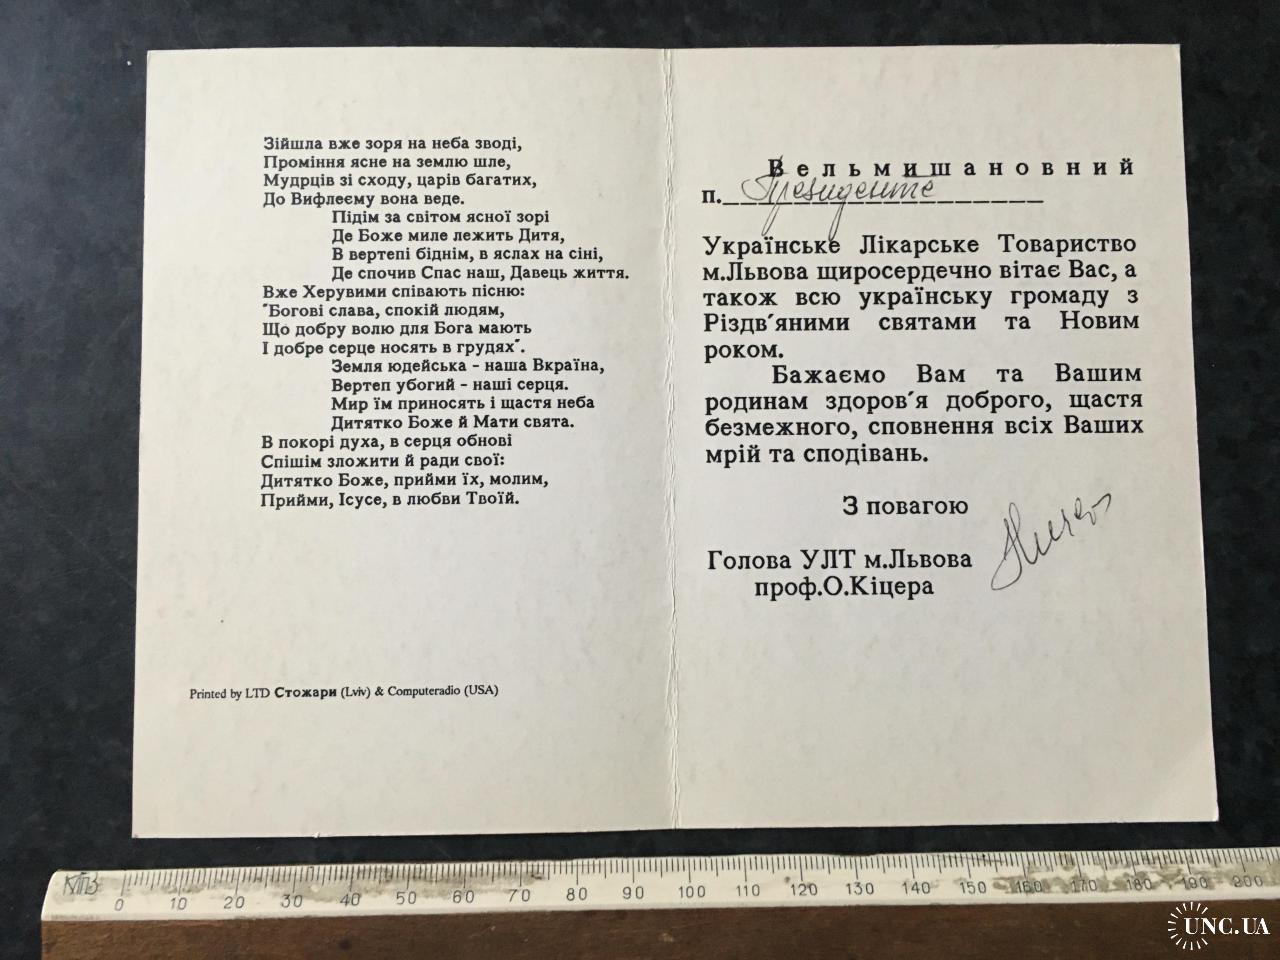 Зійшла вже зоря на неба зводі,
Проміння ясне на землю шле,
Мудрців зі сходу, царів багатих,
До Вифлеєму вона веде.
Підім за світом ясної зорі
Де Боже миле лежить Дитя,
В вертепі біднім, в яслах на сіні,
Де спочив Спас наш, Давець життя.
Вже Херувими співають пісню:
"Богові слава, спокій людям,
Що добру волю для Бога мають
І добре серце носять в грудях".
Земля юдейська - наша Вкраїна,
Вертеп убогий - наші серця.
Мир їм приносять і щастя неба
Дитятко Боже й Мати свята.
В покорі духа, в серця обнові
Спішім зложити й ради свої:
Дитятко Боже, прийми їх, молим,
Прийми, Ісусе, в любви Твоїй.
Printed by LTD Стожари (Lviv) & Computeradio (USA)
Вельмишановний
п. Президенте
Українське Лікарське Товариство
м.Львова щиросердечно вітає Вас, а
також всю українську громаду з
Різдв'яними святами та Новим
роком.
Бажаємо Вам та Вашим
родинам здоров'я доброго, щастя
безмежного, сповнення всіх Ваших
мрій та сподівань.
З повагою
Голова УЛТ м.Львова
проф.О.Кіцера
0 10 20 30 40 50 60 70 80 90 100 110 120 130 140 150 160 170 180 190 200
UNC.UA